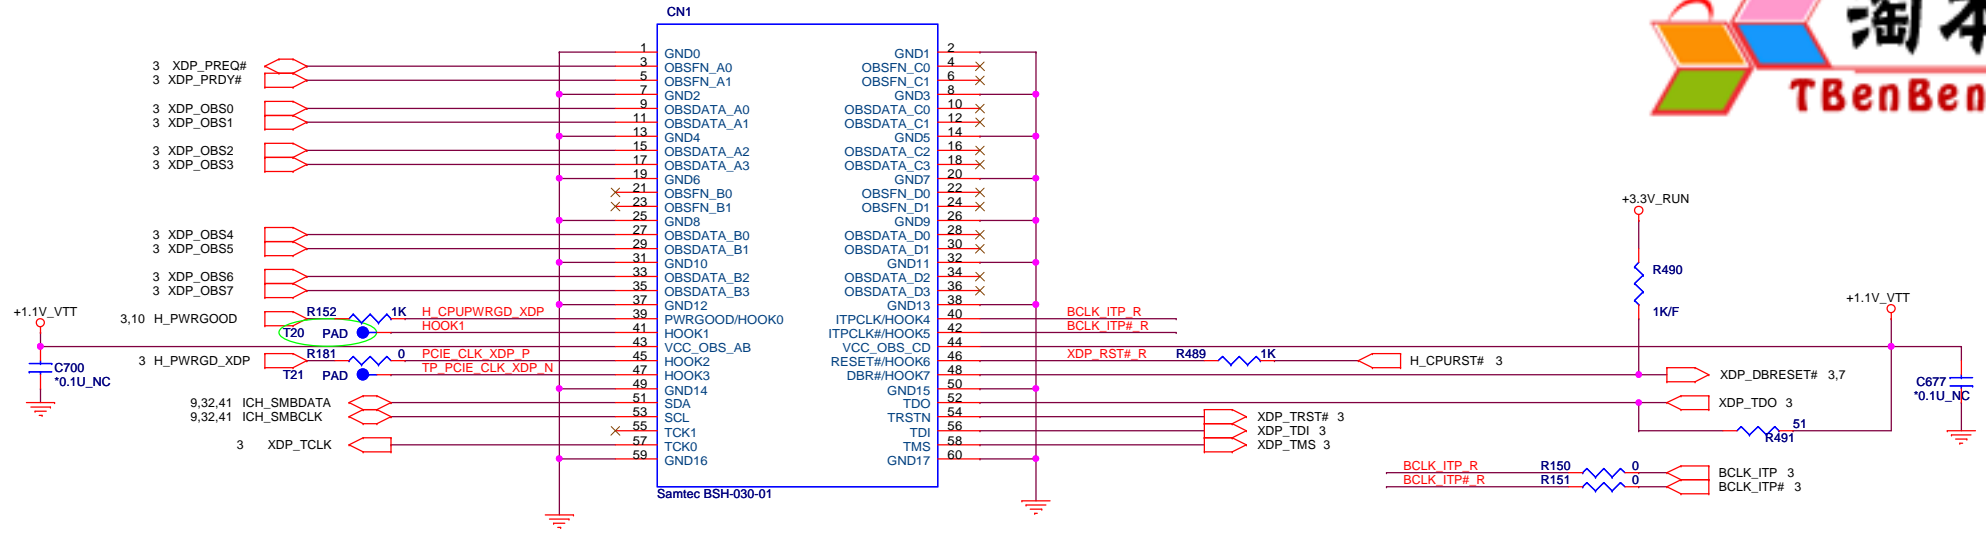 CN1
淘本
TBenBen
1 GND0 GND1 2
3 XDP_PREQ# 3 OBSFN_A0 OBSFN_C0 4
3 XDP_PRDY# 5 OBSFN_A1 OBSFN_C1 6
7 GND2 GND3 8
3 XDP_OBS0 9 OBSDATA_A0 OBSDATA_C0 10
3 XDP_OBS1 11 OBSDATA_A1 OBSDATA_C1 12
13 GND4 GND5 14
3 XDP_OBS2 15 OBSDATA_A2 OBSDATA_C2 16
3 XDP_OBS3 17 OBSDATA_A3 OBSDATA_C3 18
19 GND6 GND7 20
21 OBSFN_B0 OBSFN_D0 22
+3.3V_RUN
23 OBSFN_B1 OBSFN_D1 24
25 GND8 GND9 26
3 XDP_OBS4 27 OBSDATA_B0 OBSDATA_D0 28
3 XDP_OBS5 29 OBSDATA_B1 OBSDATA_D1 30
31 GND10 GND11 32
R490
3 XDP_OBS6 33 OBSDATA_B2 OBSDATA_D2 34
3 XDP_OBS7 35 OBSDATA_B3 OBSDATA_D3 36
+1.1V_VTT
37 GND12 GND13 38
+1.1V_VTT
1K/F
3,10 H_PWRGOOD R152 1K H_CPUPWRGD_XDP 39 PWRGOOD/HOOK0 ITPCLK/HOOK4 40 BCLK_ITP_R
T20 PAD HOOK1 41 HOOK1 ITPCLK#/HOOK5 42 BCLK_ITP#_R
43 VCC_OBS_AB VCC_OBS_CD 44
C700
*0.1U_NC
3 H_PWRGD_XDP R181 0 PCIE_CLK_XDP_P 45 HOOK2 RESET#/HOOK6 46 XDP_RST#_R R489 1K H_CPURST# 3
T21 PAD TP_PCIE_CLK_XDP_N 47 HOOK3 DBR#/HOOK7 48 XDP_DBRESET# 3,7
C677
*0.1U_NC
49 GND14 GND15 50
9,32,41 ICH_SMBDATA 51 SDA TDO 52 XDP_TDO 3
9,32,41 ICH_SMBCLK 53 SCL TRSTN 54 XDP_TRST# 3
55 TCK1 TDI 56 XDP_TDI 3
51
R491
3 XDP_TCLK 57 TCK0 TMS 58 XDP_TMS 3
59 GND16 GND17 60
BCLK_ITP_R R150 0 BCLK_ITP 3
BCLK_ITP#_R R151 0 BCLK_ITP# 3
Samtec BSH-030-01